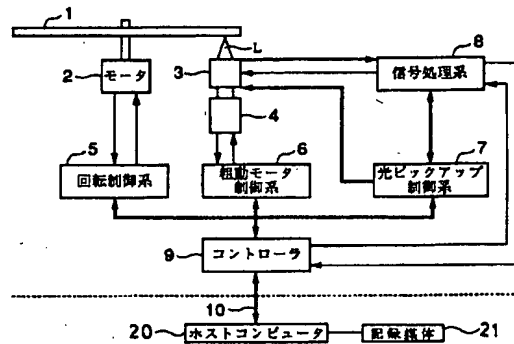 1
L
2
モータ
3
8
信号処理系
4
5
回転制御系
6
粗動モータ
制御系
7
光ピックアップ
制御系
9
コントローラ
10
20
ホストコンピュータ
記録媒体
21